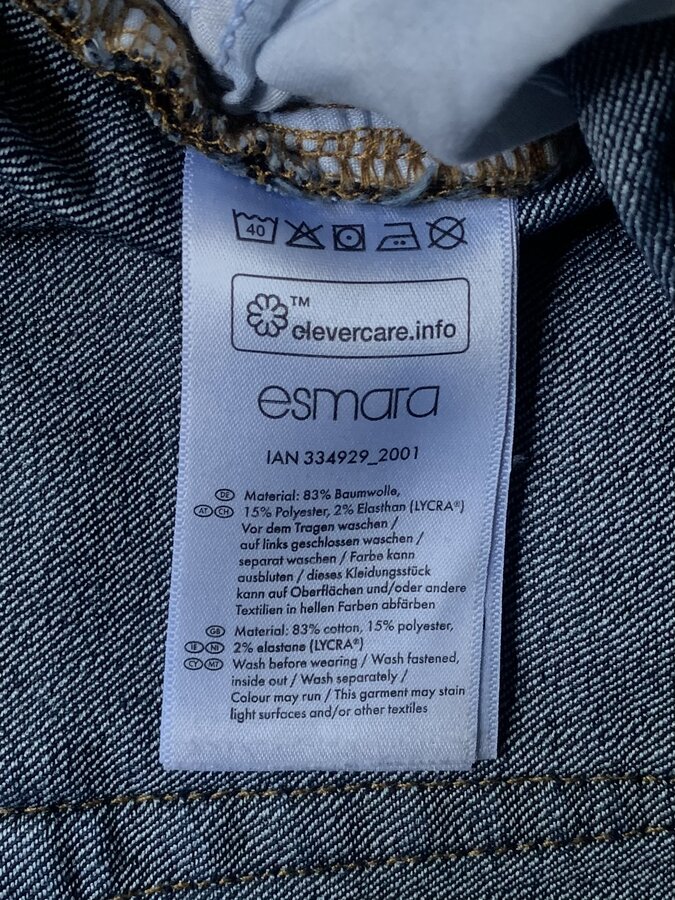 40
TM
clevercare.info
esmara
IAN 334929_2001
DE Material: 83% Baumwolle,
AT CH 15% Polyester, 2% Elasthan (LYCRA®)
Vor dem Tragen waschen /
auf links geschlossen waschen /
separat waschen / Farbe kann
ausbluten / dieses Kleidungsstück
kann auf Oberflächen und/oder andere
Textilien in hellen Farben abfärben
GB Material: 83% cotton, 15% polyester,
IE NI 2% elastane (LYCRA®)
CY MT Wash before wearing / Wash fastened,
inside out / Wash separately /
Colour may run / This garment may stain
light surfaces and/or other textiles